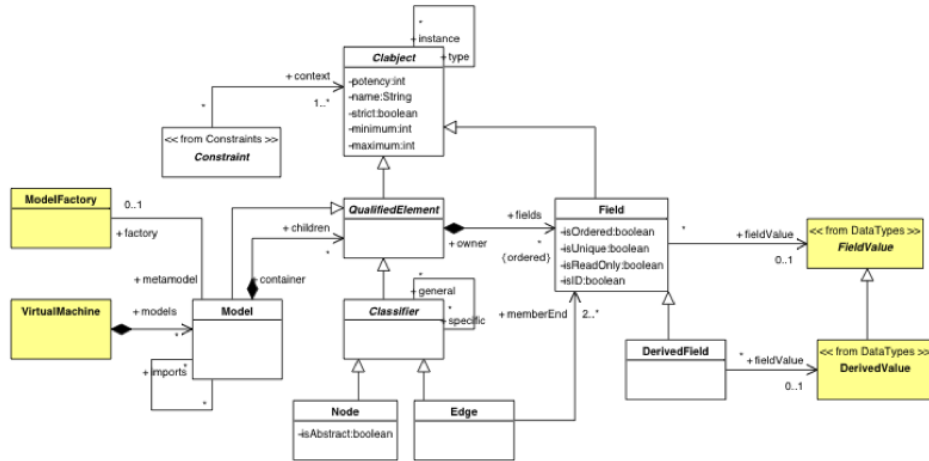 *
+ instance
Clabject
+ type
+ context
-potency:int
-name:String
-strict:boolean
-minimum:int
-maximum:int
1..*
*
<< from Constraints >>
Constraint
ModelFactory
0..1
+ factory
QualifiedElement
+ children
*
+ fields
+ owner
*
{ordered}
Field
-isOrdered:boolean
-isUnique:boolean
-isReadOnly:boolean
-isID:boolean
*
+ fieldValue
0..1
<< from DataTypes >>
FieldValue
+ metamodel
+ container
*
+ general
*
+ specific
VirtualMachine
+ models
*
Model
Classifier
+ memberEnd
2..*
+ imports
*
*
DerivedField
*
+ fieldValue
0..1
<< from DataTypes >>
DerivedValue
Node
-isAbstract:boolean
Edge